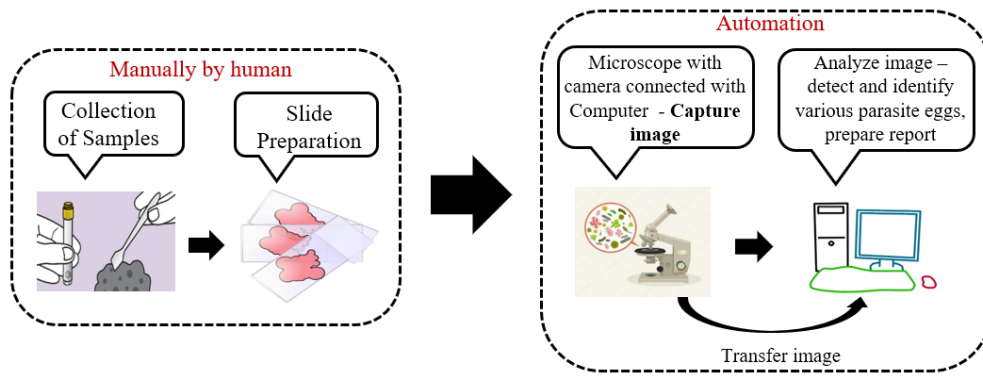 Manually by human
Collection
of Samples
Slide
Preparation
Automation
Microscope with
camera connected with
Computer - Capture
image
Analyze image –
detect and identify
various parasite eggs,
prepare report
Transfer image